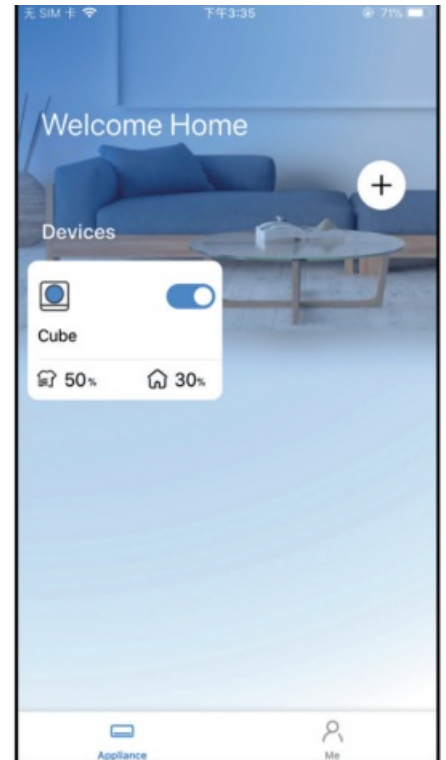 无 SIM 卡 下午3:35 71%
Welcome Home
+
Devices
Cube
50% 30%
Appliance Me